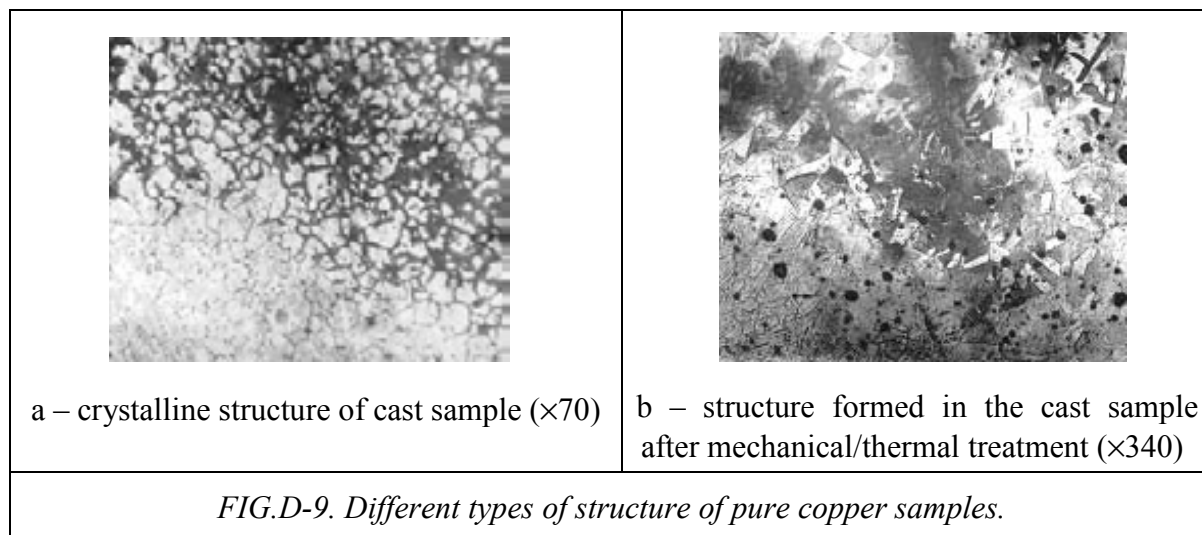 a – crystalline structure of cast sample (×70)
b – structure formed in the cast sample
after mechanical/thermal treatment (×340)
FIG.D-9. Different types of structure of pure copper samples.